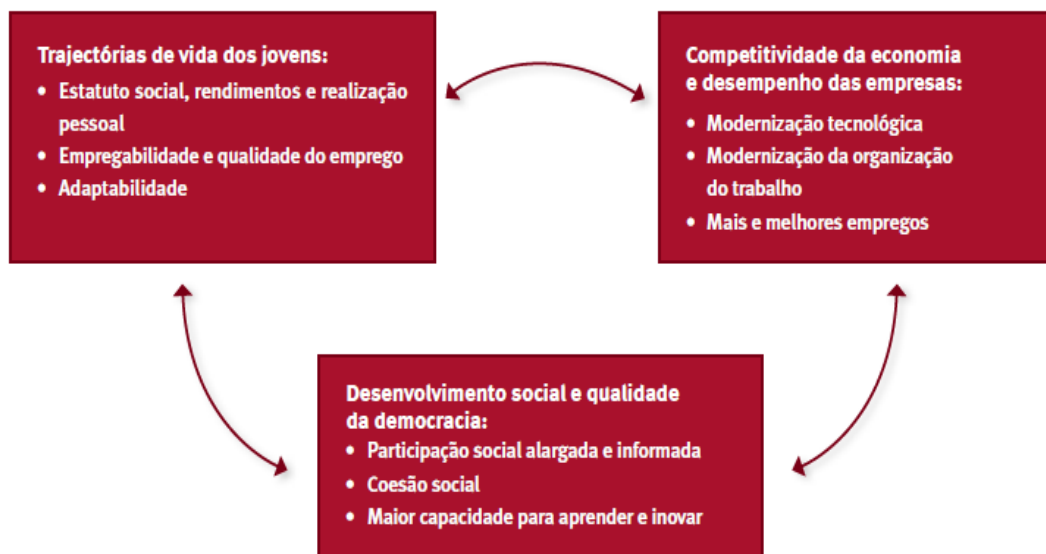 Trajectórias de vida dos jovens:
• Estatuto social, rendimentos e realização
pessoal
• Empregabilidade e qualidade do emprego
• Adaptabilidade
Competitividade da economia
e desempenho das empresas:
• Modernização tecnológica
• Modernização da organização
do trabalho
• Mais e melhores empregos
Desenvolvimento social e qualidade
da democracia:
• Participação social alargada e informada
• Coesão social
• Maior capacidade para aprender e inovar